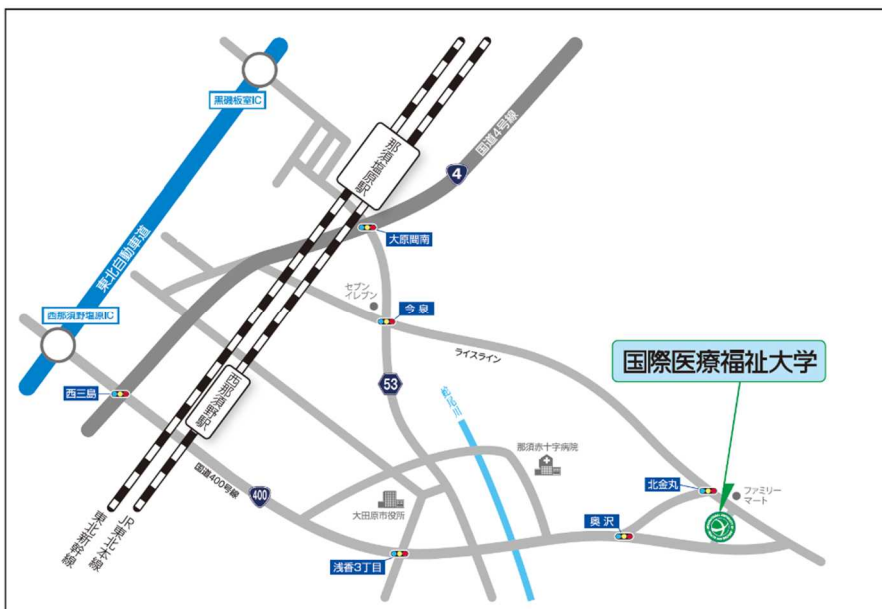 黒磯板室IC
那須塩原駅
国道4号線
4
大原間南
東北自動車道
セブン
イレブン
今泉
西那須野塩原IC
ライスライン
国際医療福祉大学
53
西三島
西那須野駅
蛇尾川
那須赤十字病院
国道400号線
400
北金丸
ファミリー
マート
大田原市役所
奥沢
浅香3丁目
JR東北本線
東北新幹線